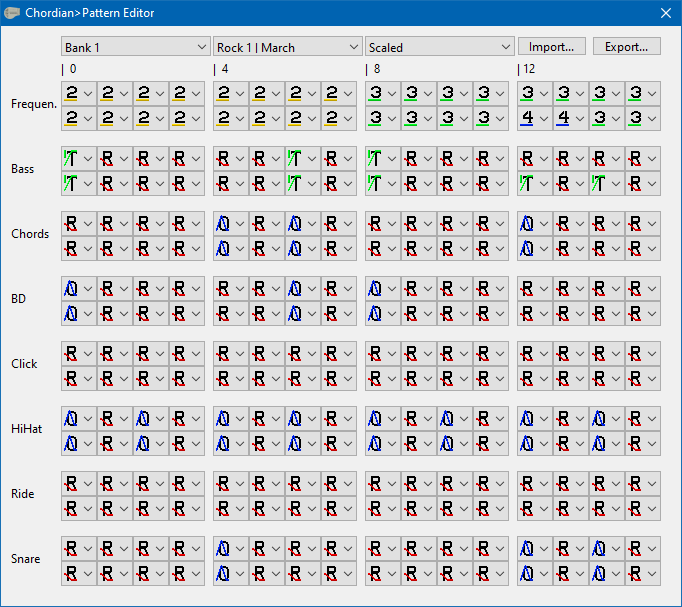 Chordian>Pattern Editor
Bank 1 Rock 1 | March Scaled Import... Export...
| 0 | 4 | 8 | 12
Frequen.
2 2 2 2 2 2 2 2 3 3 3 3 3 3 3 3
2 2 2 2 2 2 2 2 3 3 3 3 4 4 3 3
Bass
T R R R R R T R T R R R R R R R
T R R R R R T R T R R R T R T R
Chords
R R R R 0 R 0 R R R R R 0 R R R
R R R R 0 R 0 R R R R R 0 R R R
BD
0 R R R R R 0 R 0 R R R R R R R
0 R R R R R 0 R 0 R R R R R R R
Click
R R R R R R R R R R R R R R R R
R R R R R R R R R R R R R R R R
HiHat
0 R 0 R 0 R 0 R 0 R 0 R 0 R 0 R
0 R 0 R 0 R 0 R 0 R 0 R 0 R 0 R
Ride
R R R R R R R R R R R R R R R R
R R R R R R R R R R R R R R R R
Snare
R R R R 0 R R R R R R R 0 R 0 R
R R R R 0 R R R R R R R 0 R 0 R